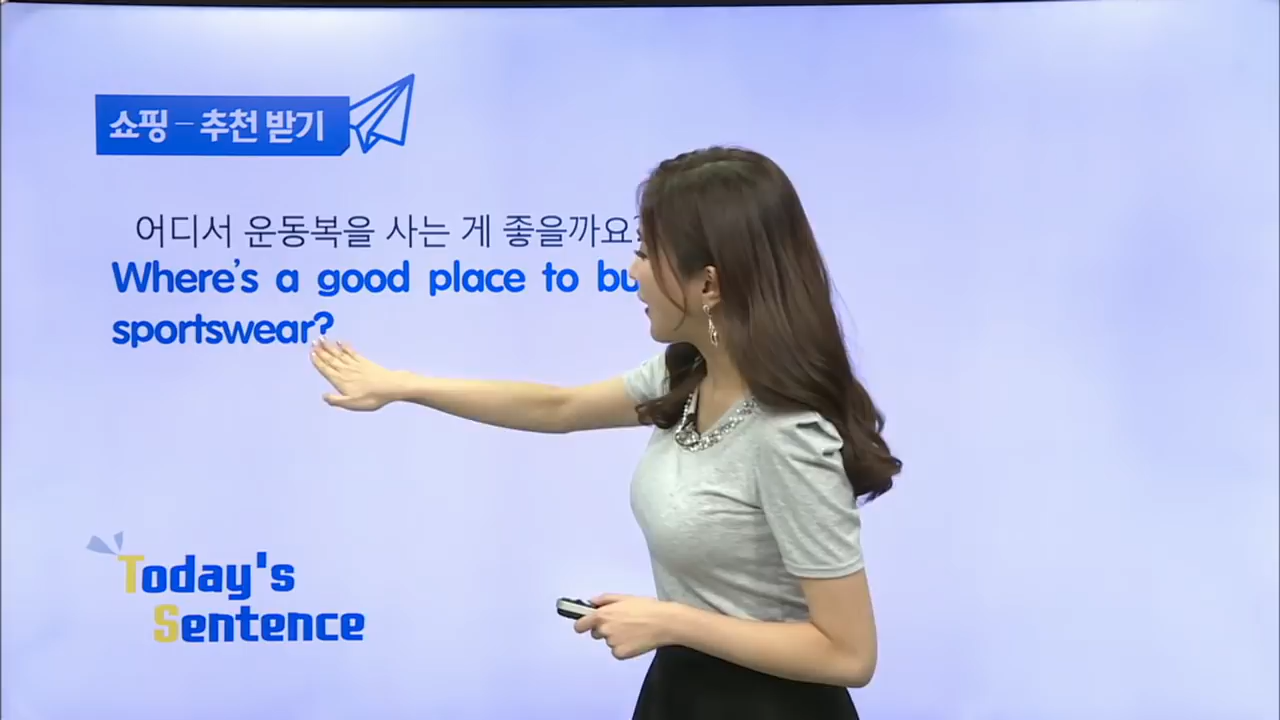 쇼핑 – 추천 받기
어디서 운동복을 사는 게 좋을까요?
Where's a good place to
sportswear?
Today's
Sentence